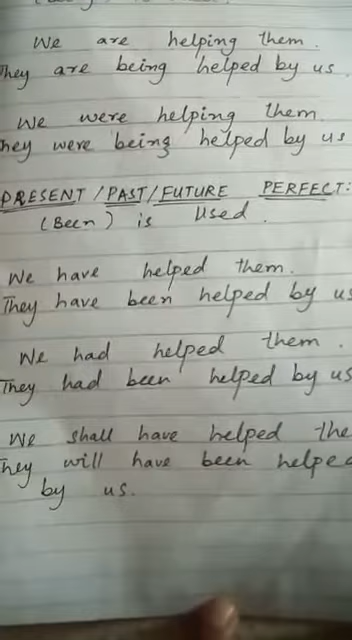 We are helping them.
They are being helped by us.
We were helping them.
hey were being helped by us
PRESENT/PAST/FUTURE PERFECT:
(Been) is Used.
We have helped them.
They have been helped by us
We had helped them.
They had been helped by us
We shall have helped the
hey will have been helpe
by us.